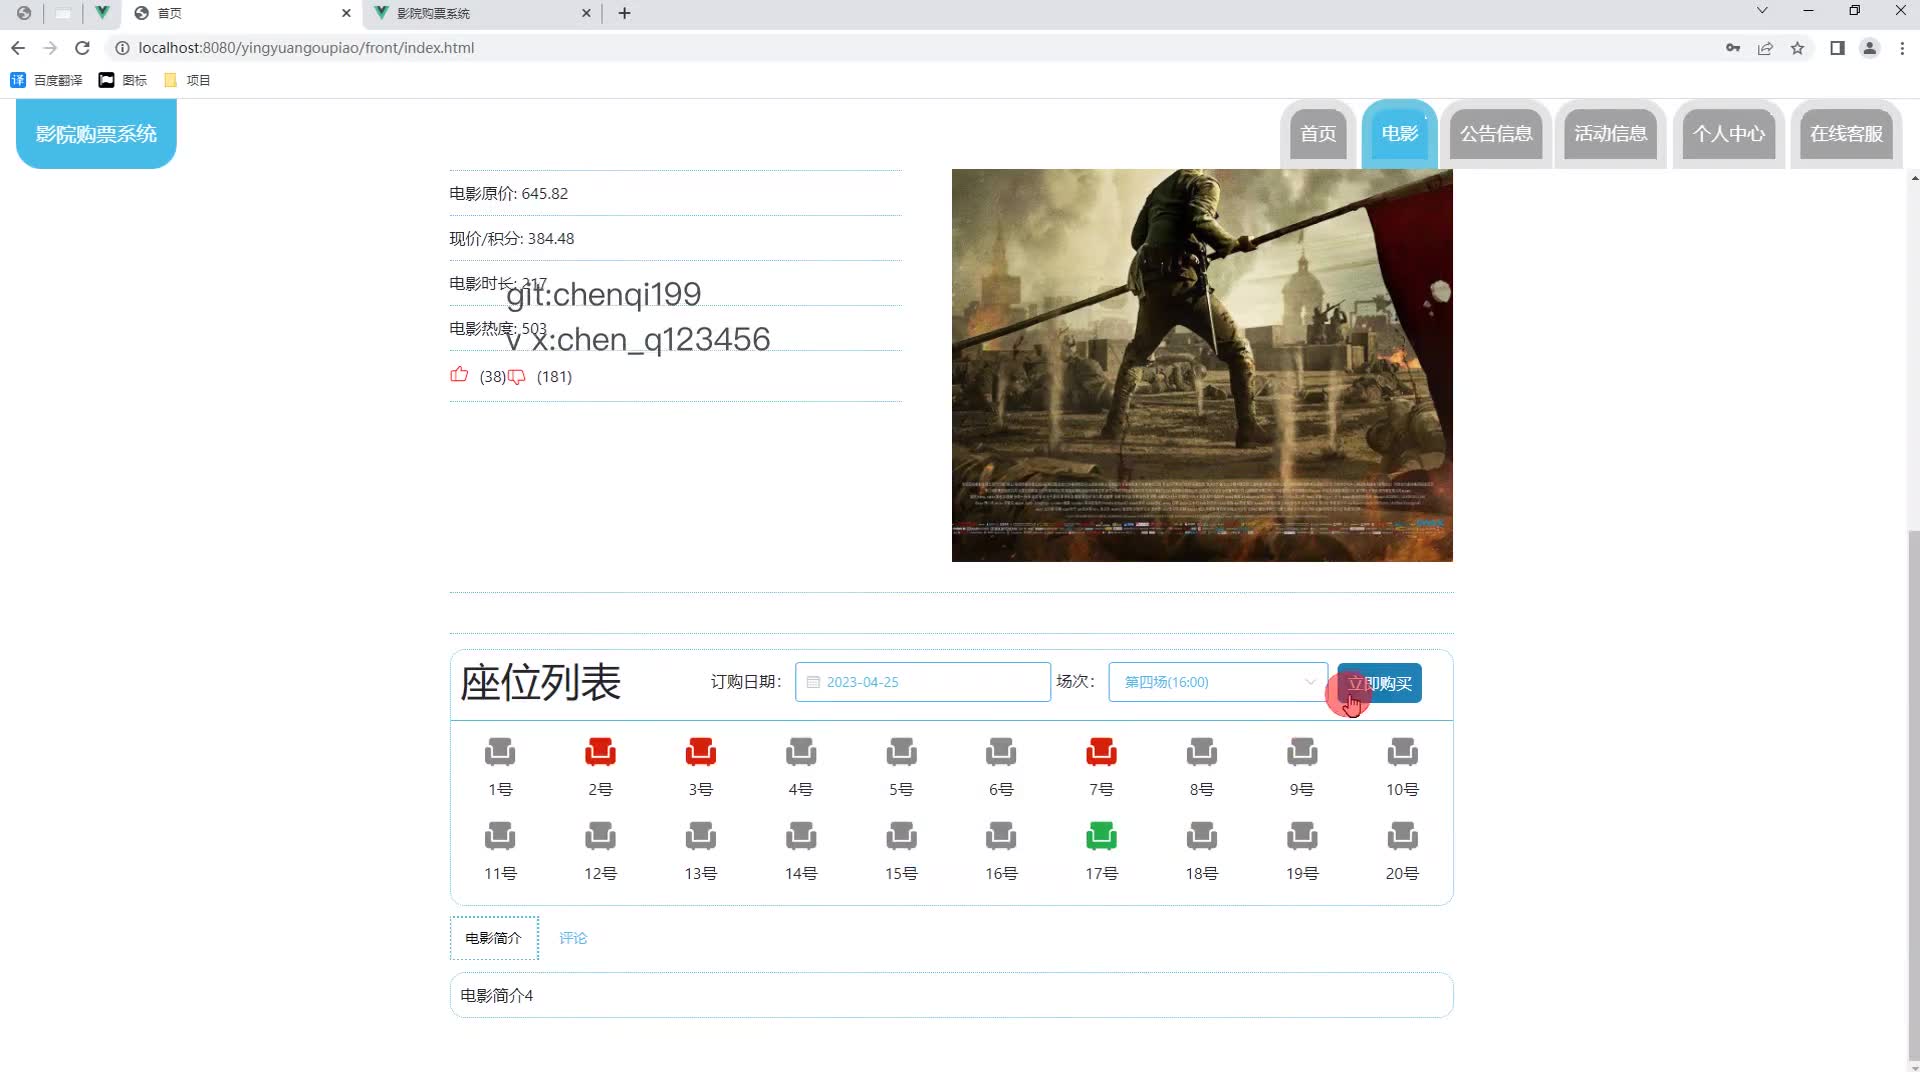 首页
影院购票系统
localhost:8080/yingyuangoupiao/front/index.html
译 百度翻译 图标 项目
影院购票系统
首页 电影 公告信息 活动信息 个人中心 在线客服
电影原价: 645.82
现价/积分: 384.48
电影时长: 217
git:chenqi199
电影热度: 503
v x:chen_q123456
(38) (181)
座位列表 订购日期： 2023-04-25 场次： 第四场(16:00) 立即购买
1号 2号 3号 4号 5号 6号 7号 8号 9号 10号
11号 12号 13号 14号 15号 16号 17号 18号 19号 20号
电影简介 评论
电影简介4